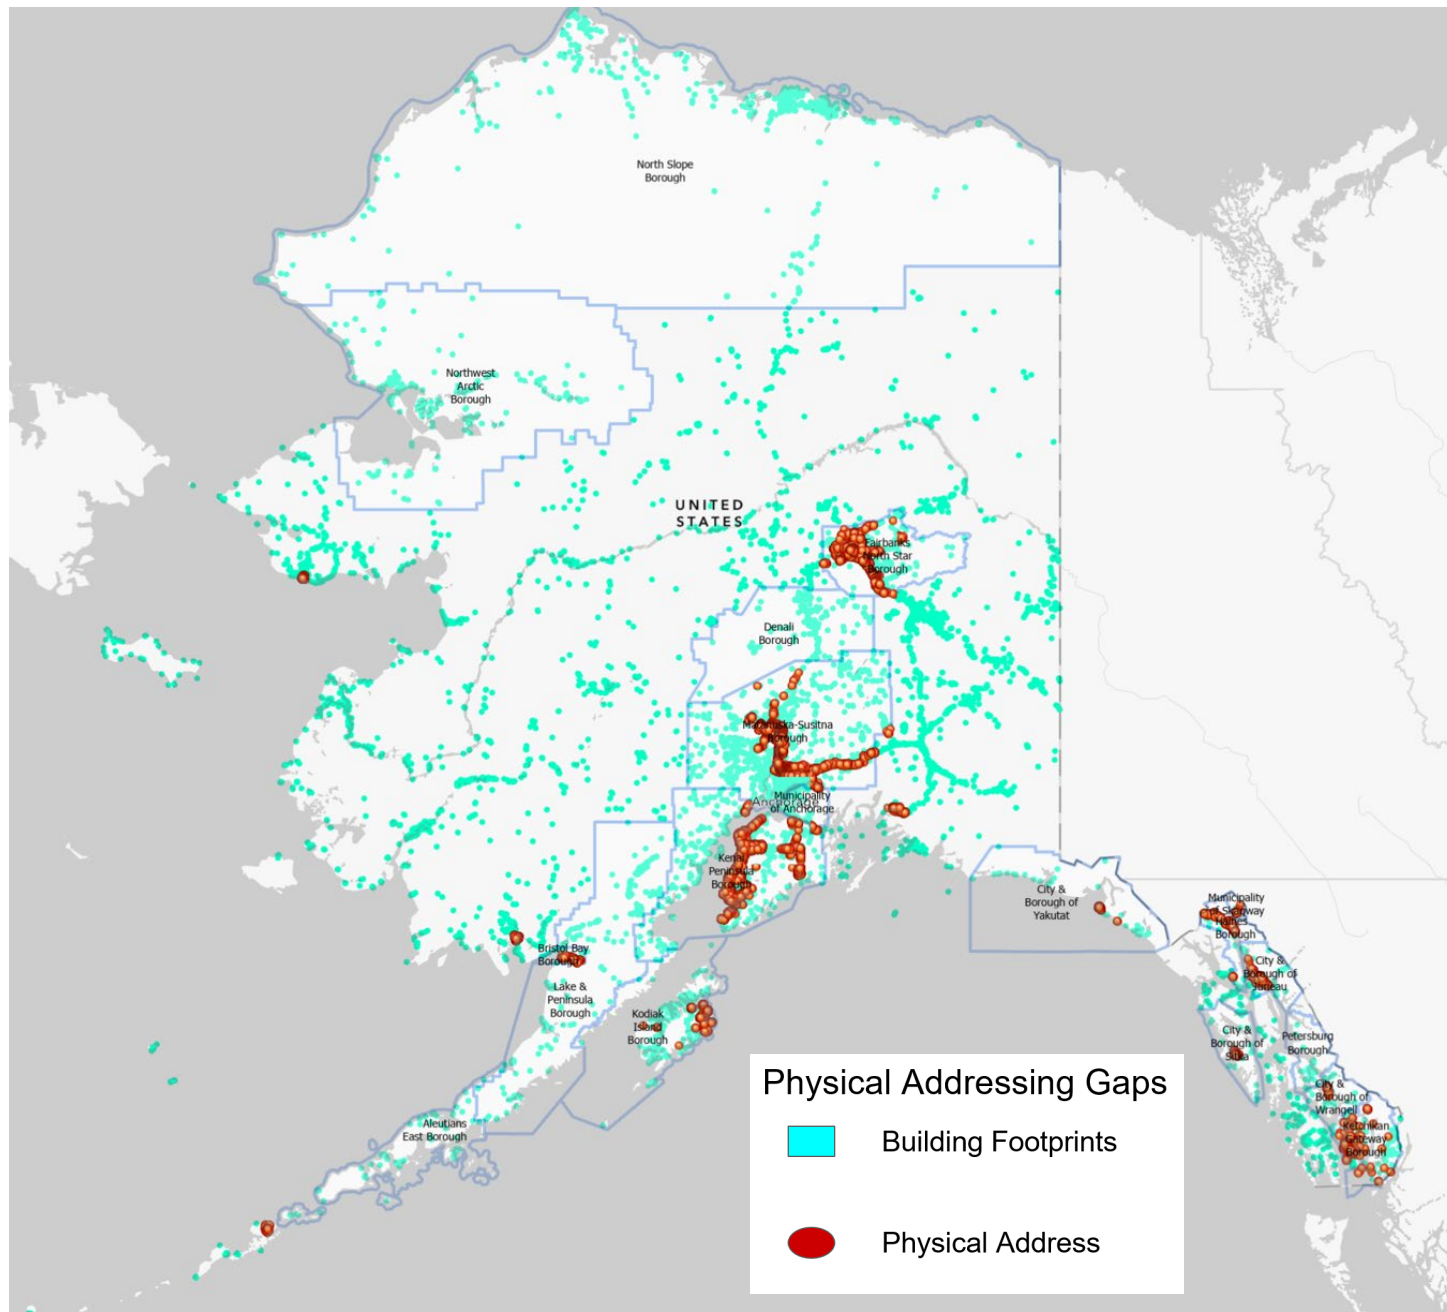 North Slope
Borough
Northwest
Arctic
Borough
UNITED
STATES
Fairbanks
North Star
Borough
Denali
Borough
Matanuska-Susitna
Borough
Municipality
of Anchorage
Anchorage
Kenai
Peninsula
Borough
City &
Borough of
Yakutat
Municipality
of Skagway
Haines
Borough
Bristol Bay
Borough
Lake &
Peninsula
Borough
City &
Borough of
Juneau
Kodiak
Island
Borough
City &
Borough of
Sitka
Petersburg
Borough
City &
Borough of
Wrangell
Ketchikan
Gateway
Borough
Aleutians
East Borough
Physical Addressing Gaps
Building Footprints
Physical Address